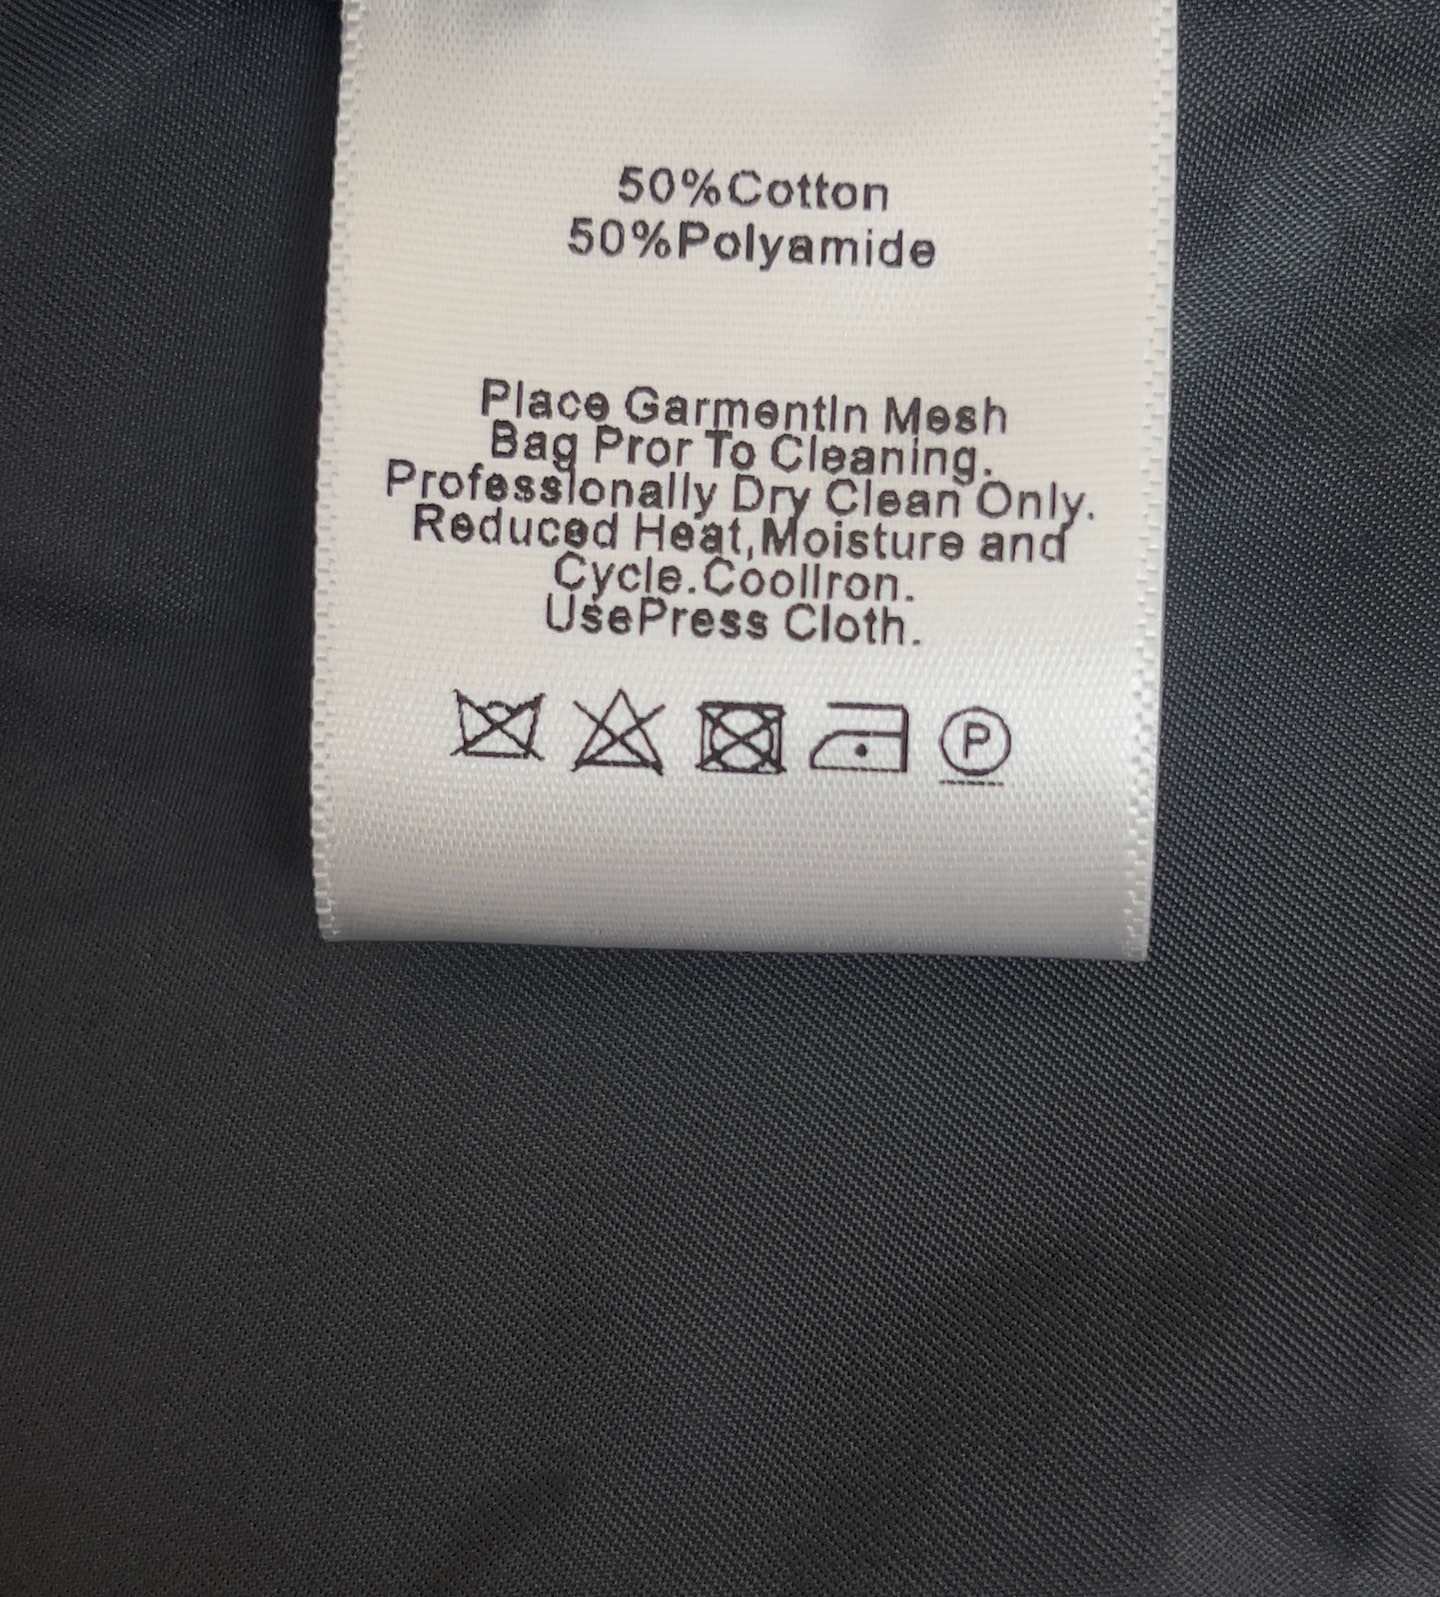 50%Cotton
50%Polyamide
Place GarmentIn Mesh
Bag Pror To Cleaning.
Professionally Dry Clean Only.
Reduced Heat,Moisture and
Cycle.CoolIron.
UsePress Cloth.
P